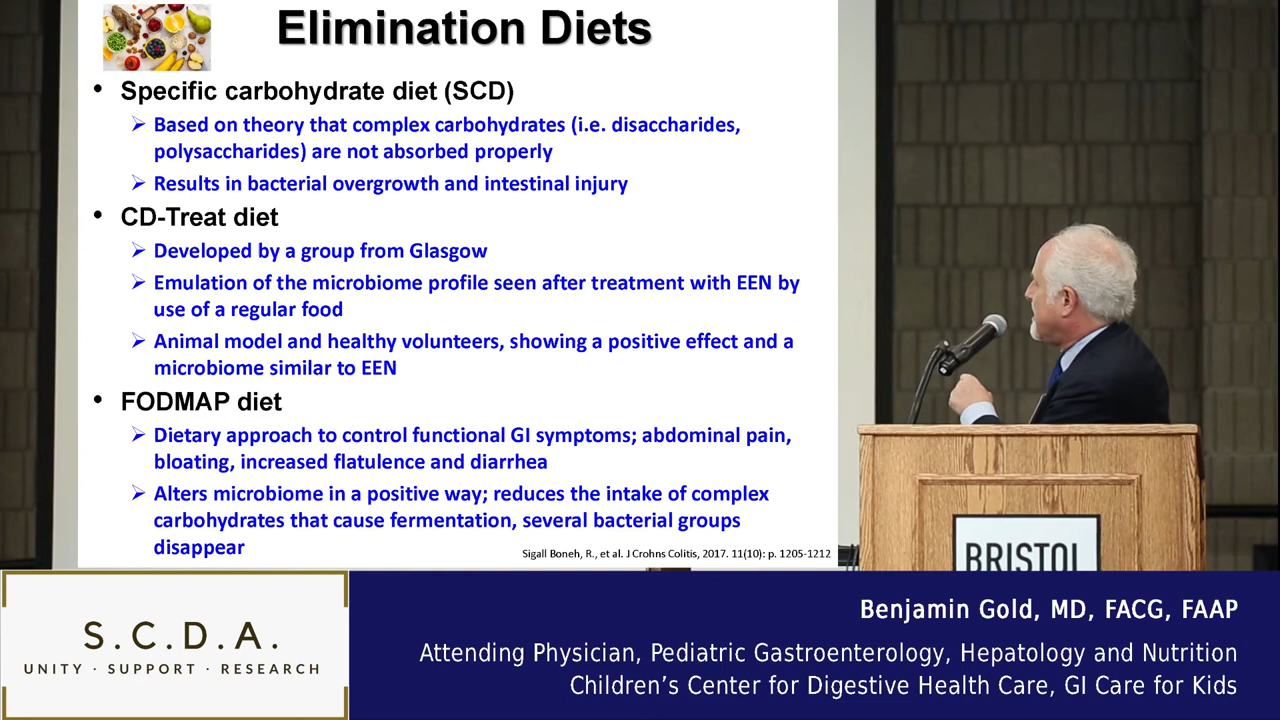 Elimination Diets
• Specific carbohydrate diet (SCD)
➢ Based on theory that complex carbohydrates (i.e. disaccharides,
polysaccharides) are not absorbed properly
➢ Results in bacterial overgrowth and intestinal injury
• CD-Treat diet
➢ Developed by a group from Glasgow
➢ Emulation of the microbiome profile seen after treatment with EEN by
use of a regular food
➢ Animal model and healthy volunteers, showing a positive effect and a
microbiome similar to EEN
• FODMAP diet
➢ Dietary approach to control functional GI symptoms; abdominal pain,
bloating, increased flatulence and diarrhea
➢ Alters microbiome in a positive way; reduces the intake of complex
carbohydrates that cause fermentation, several bacterial groups
disappear
Sigall Boneh, R., et al. J Crohns Colitis, 2017. 11(10): p. 1205-1212
BRISTOL
S.C.D.A.
UNITY · SUPPORT · RESEARCH
Benjamin Gold, MD, FACG, FAAP
Attending Physician, Pediatric Gastroenterology, Hepatology and Nutrition
Children’s Center for Digestive Health Care, GI Care for Kids